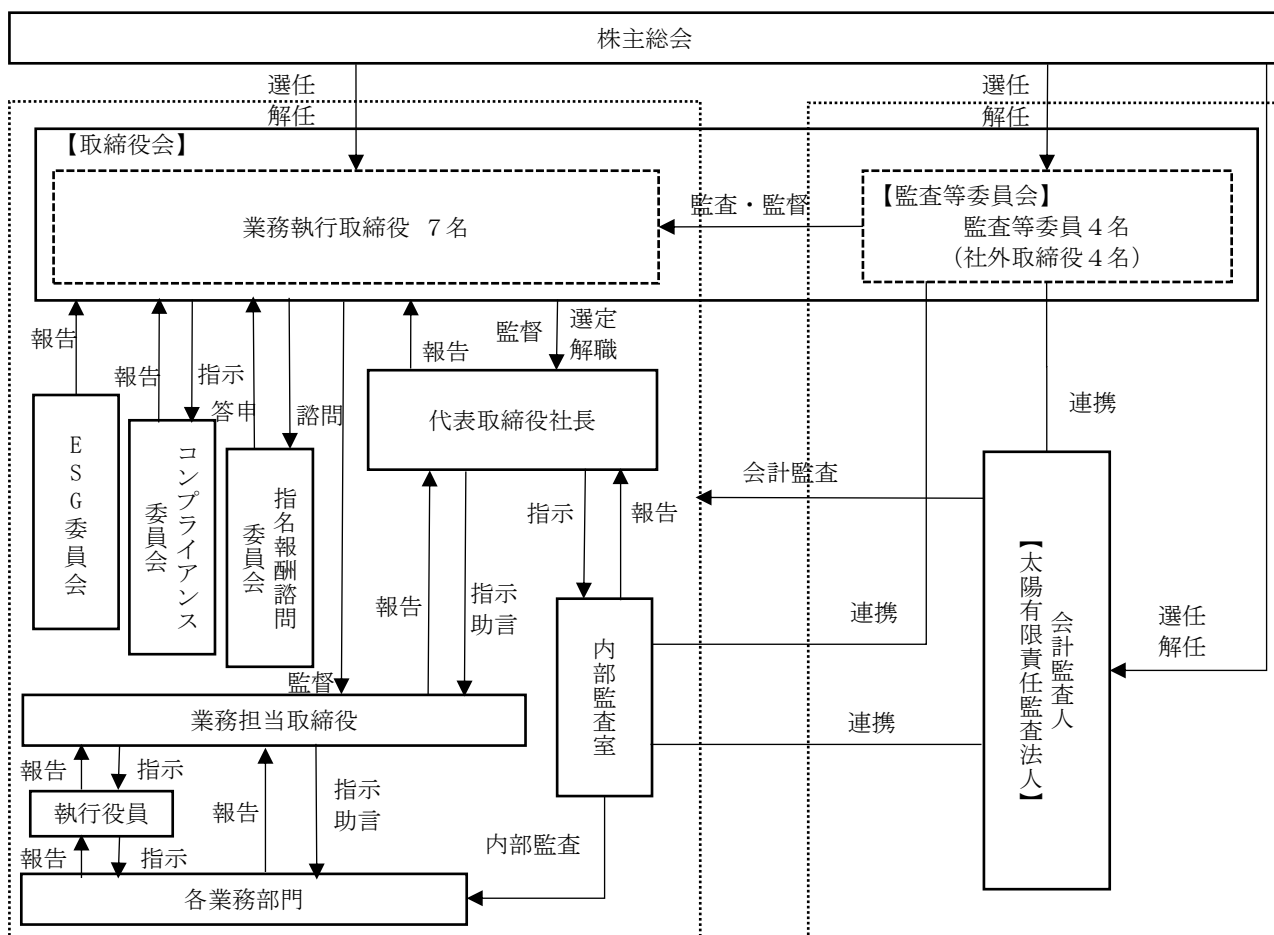 株主総会
選任
解任
選任
解任
【取締役会】
業務執行取締役 7名
監査・監督
【監査等委員会】
監査等委員4名
（社外取締役4名）
報告
報告
指示
答申
諮問
報告
監督
選定
解職
連携
ESG委員会
コンプライアンス
委員会
指名報酬諮問
委員会
代表取締役社長
会計監査
報告
指示
助言
指示
報告
監督
連携
選任
解任
内部監査室
会計監査人
【太陽有限責任監査法人】
業務担当取締役
連携
報告
指示
報告
指示
助言
執行役員
報告
指示
内部監査
各業務部門